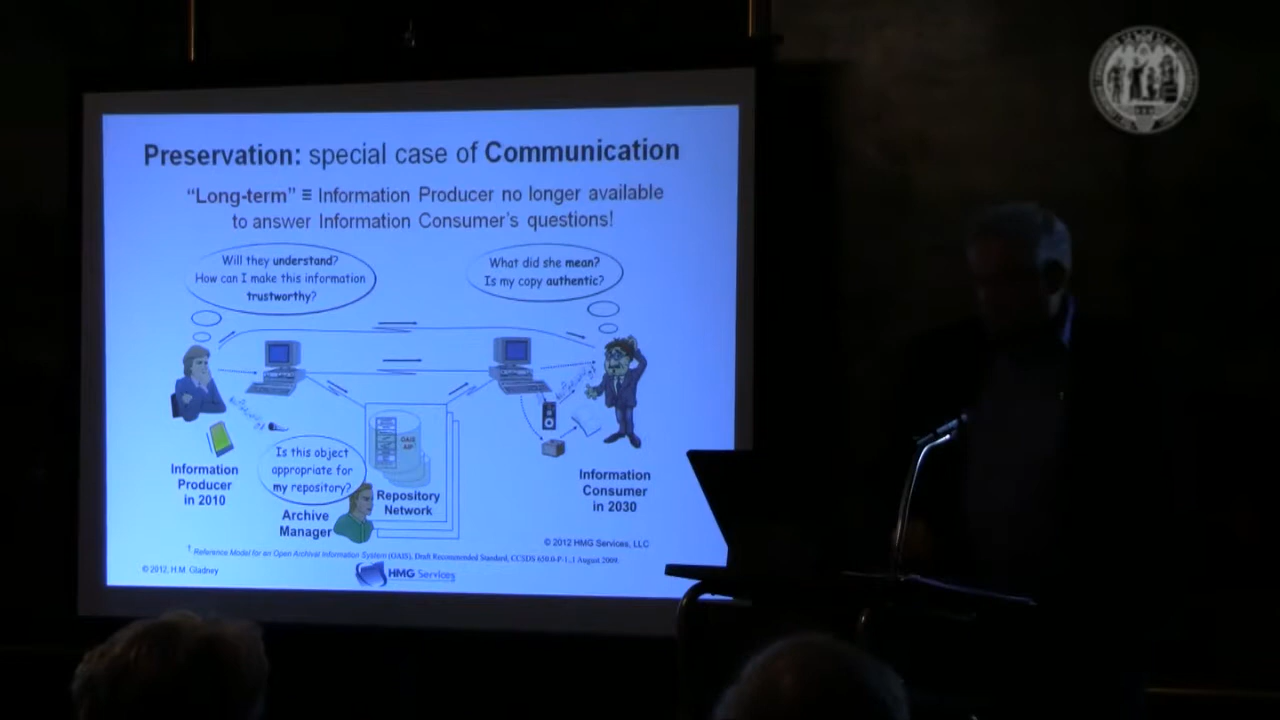 Preservation: special case of Communication
“Long-term” ≡ Information Producer no longer available
to answer Information Consumer's questions!
Will they understand?
How can I make this information
trustworthy?
What did she mean?
Is my copy authentic?
OAIS
AIP
Is this object
appropriate for
my repository?
Information
Producer
in 2010
Archive
Manager
Repository
Network
Information
Consumer
in 2030
© 2012 HMG Services, LLC
† Reference Model for an Open Archival Information System (OAIS), Draft Recommended Standard, CCSDS 650.0-P-1.1 August 2009.
© 2012, H.M. Gladney
HMG Services